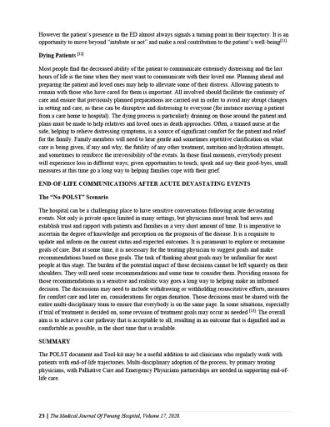 However the patient's presence in the ED almost always signals a turning point in their trajectory. It is an
opportunity to move beyond "intubate or not" and make a real contribution to the patient's well-being[31]
Dying Patients [32]
Most people find the decreased ability of the patient to communicate extremely distressing and the last
hours of life is the time when they most want to communicate with their loved one. Planning ahead and
preparing the patient and loved ones may help to alleviate some of their distress. Allowing patients to
remain with those who have cared for them is important. All involved should facilitate the continuity of
care and ensure that previously planned preparations are carried out in order to avoid any abrupt changes
in setting and care, as these can be disruptive and distressing to everyone (for instance moving a patient
from a care home to hospital). The dying process is particularly draining on those around the patient and
plans must be made to help relatives and loved ones in death approaches. Often, a trained nurse at the
side, helping to relieve distressing symptoms, is a source of significant comfort for the patient and relief
for the family. Family members will need to hear gentle and sometimes repetitive clarification on what
care is being given, if any and why, the futility of any other treatment, nutrition and hydration attempts,
and sometimes to reinforce the irreversibility of the events. In those final moments, everybody present
will experience loss in different ways, given opportunities to touch, speak and say their good-byes, small
measures at this time go a long way to helping families cope with their grief.
END-OF-LIFE COMMUNICATIONS AFTER ACUTE DEVASTATING EVENTS
The "No-POLST" Scenario
The hospital can be a challenging place to have sensitive conversations following acute devastating
events. Not only is private space limited in many settings, but physicians must break bad news and
establish trust and rapport with patients and families in a very short amount of time. It is imperative to
ascertain the degree of knowledge and perception on the prognosis of the disease. It is a requisite to
update and inform on the current status and expected outcomes. It is paramount to explore or reexamine
goals of care. But at some time, it is necessary for the treating physician to suggest goals and make
recommendations based on those goals. The task of thinking about goals may be unfamiliar for most
people at this stage. The burden of the potential impact of those decisions cannot be left squarely on their
shoulders. They will need some recommendations and some time to consider them. Providing reasons for
those recommendations in a sensitive and realistic way goes a long way to helping make an informed
decision. The discussions may need to include withdrawing or withholding resuscitative efforts, measures
for comfort care and later on, considerations for organ donation. Those decisions must be shared with the
entire multi-disciplinary team to ensure that everybody is on the same page. In some situations, especially
if trial of treatment is decided on, some revision of treatment goals may occur as needed The overall
aim is to achieve a care pathway that is acceptable to all, resulting in an outcome that is dignified and as
comfortable as possible, in the short time that is available.
SUMMARY
The POLST document and Tool-kit may be a useful addition to aid clinicians who regularly work with
patients with end-of-life trajectories. Multi-disciplinary adoption of the process, by primary treating
physicians, with Palliative Care and Emergency Physicians partnerships are needed in supporting end-of-
life care.
23 | The Medical Journal Of Penang Hospital, Volume 17, 2020.